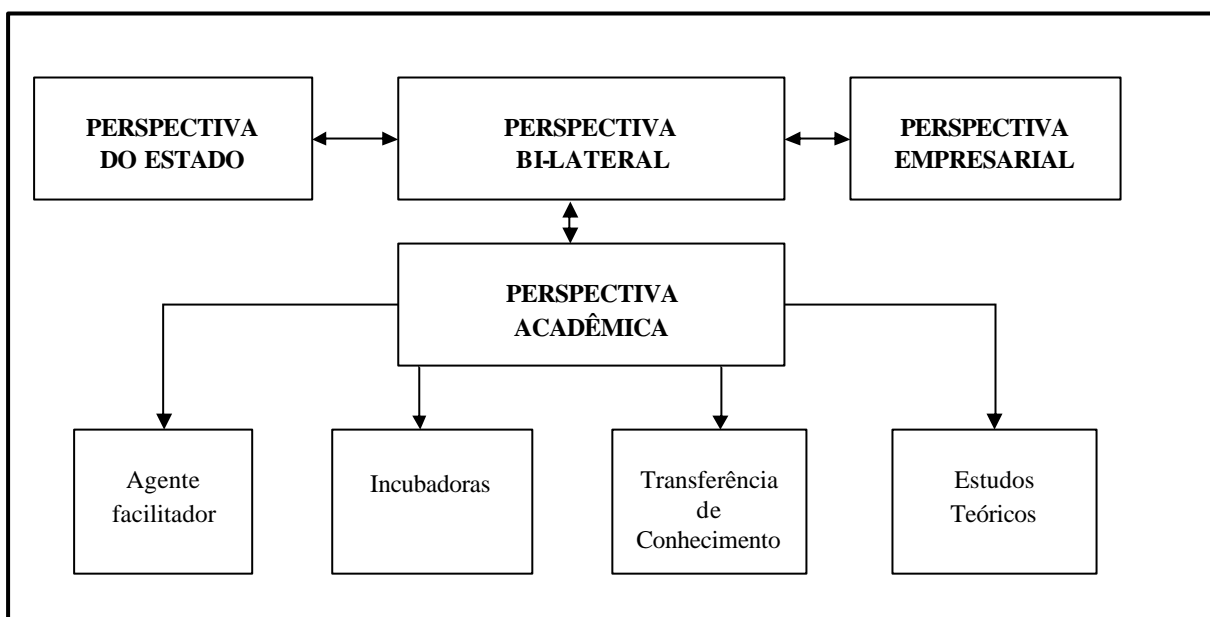 PERSPECTIVA
DO ESTADO
PERSPECTIVA
BI-LATERAL
PERSPECTIVA
EMPRESARIAL
PERSPECTIVA
ACADÊMICA
Agente
facilitador
Incubadoras
Transferência
de
Conhecimento
Estudos
Teóricos